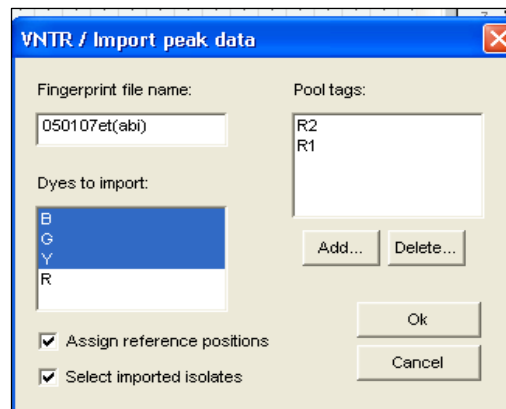 VNTR / Import peak data
Fingerprint file name:
050107et(abi)
Dyes to import:
B
G
Y
R
Assign reference positions
Select imported isolates
Pool tags:
R2
R1
Add...
Delete...
Ok
Cancel